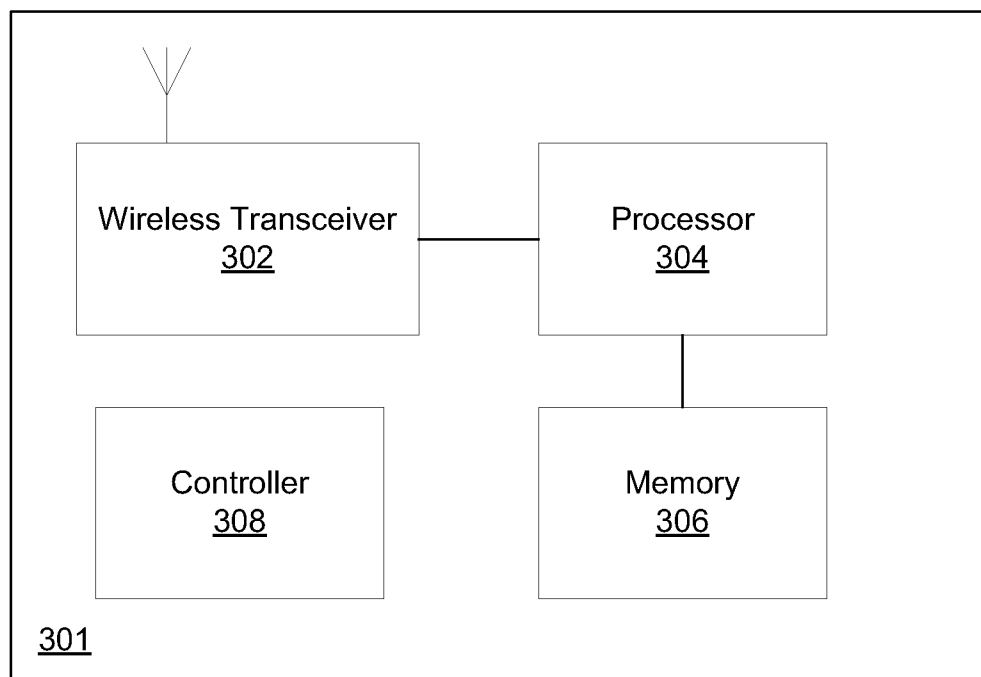 Wireless Transceiver
302
Processor
304
Controller
308
Memory
306
301